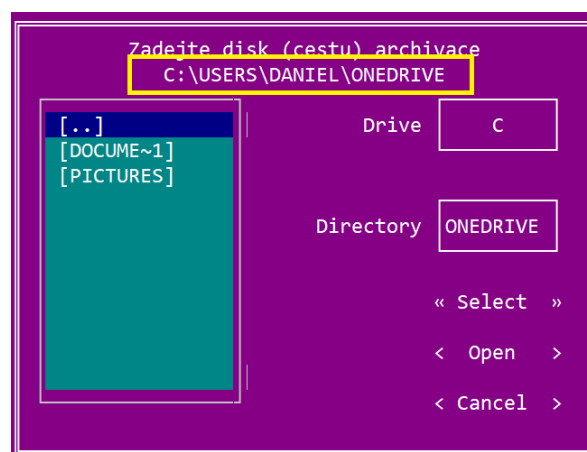 Zadejte disk (cestu) archivace
C:\USERS\DANIEL\ONEDRIVE
[..]
[DOCUME~1]
[PICTURES]
Drive C
Directory ONEDRIVE
« Select »
< Open >
< Cancel >